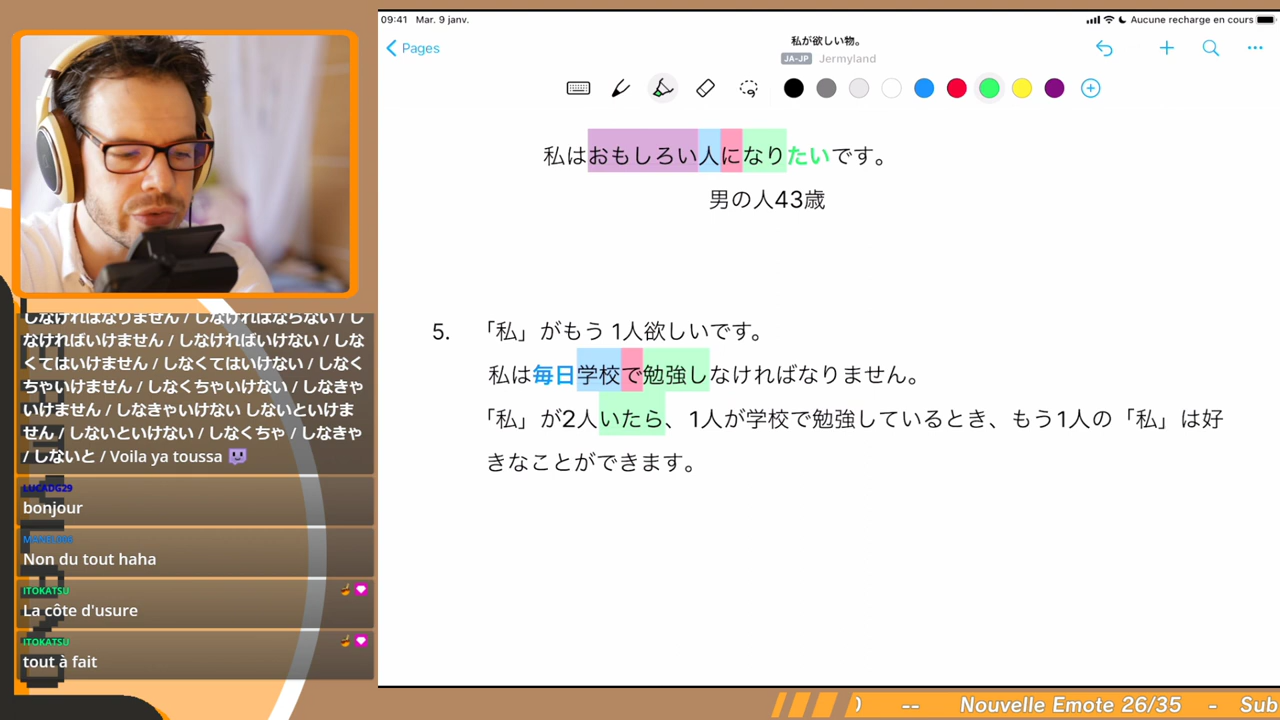 09:41 Mar. 9 janv.
Aucune recharge en cours
Pages
私が欲しい物。
JA-JP Jermyland
私はおもしろい人になりたいです。
男の人43歳
5. 「私」がもう1人欲しいです。
私は毎日学校で勉強しなければなりません。
「私」が2人いたら、1人が学校で勉強しているとき、もう1人の「私」は好
きなことができます。
しなければなりません / しなければならない / し
なければいけません / しなければいけない / しな
くてはいけません / しなくてはいけない / しなく
ちゃいけません / しなくちゃいけない / しなきゃ
いけません / しなきゃいけない しないといけま
せん / しないといけない / しなくちゃ / しなきゃ
/ しないと / Voila ya toussa
LUCADG29
bonjour
Non du tout haha
ITOKATSU
La côte d'usure
ITOKATSU
tout à fait
) -- Nouvelle Emote 26/35 - Sub